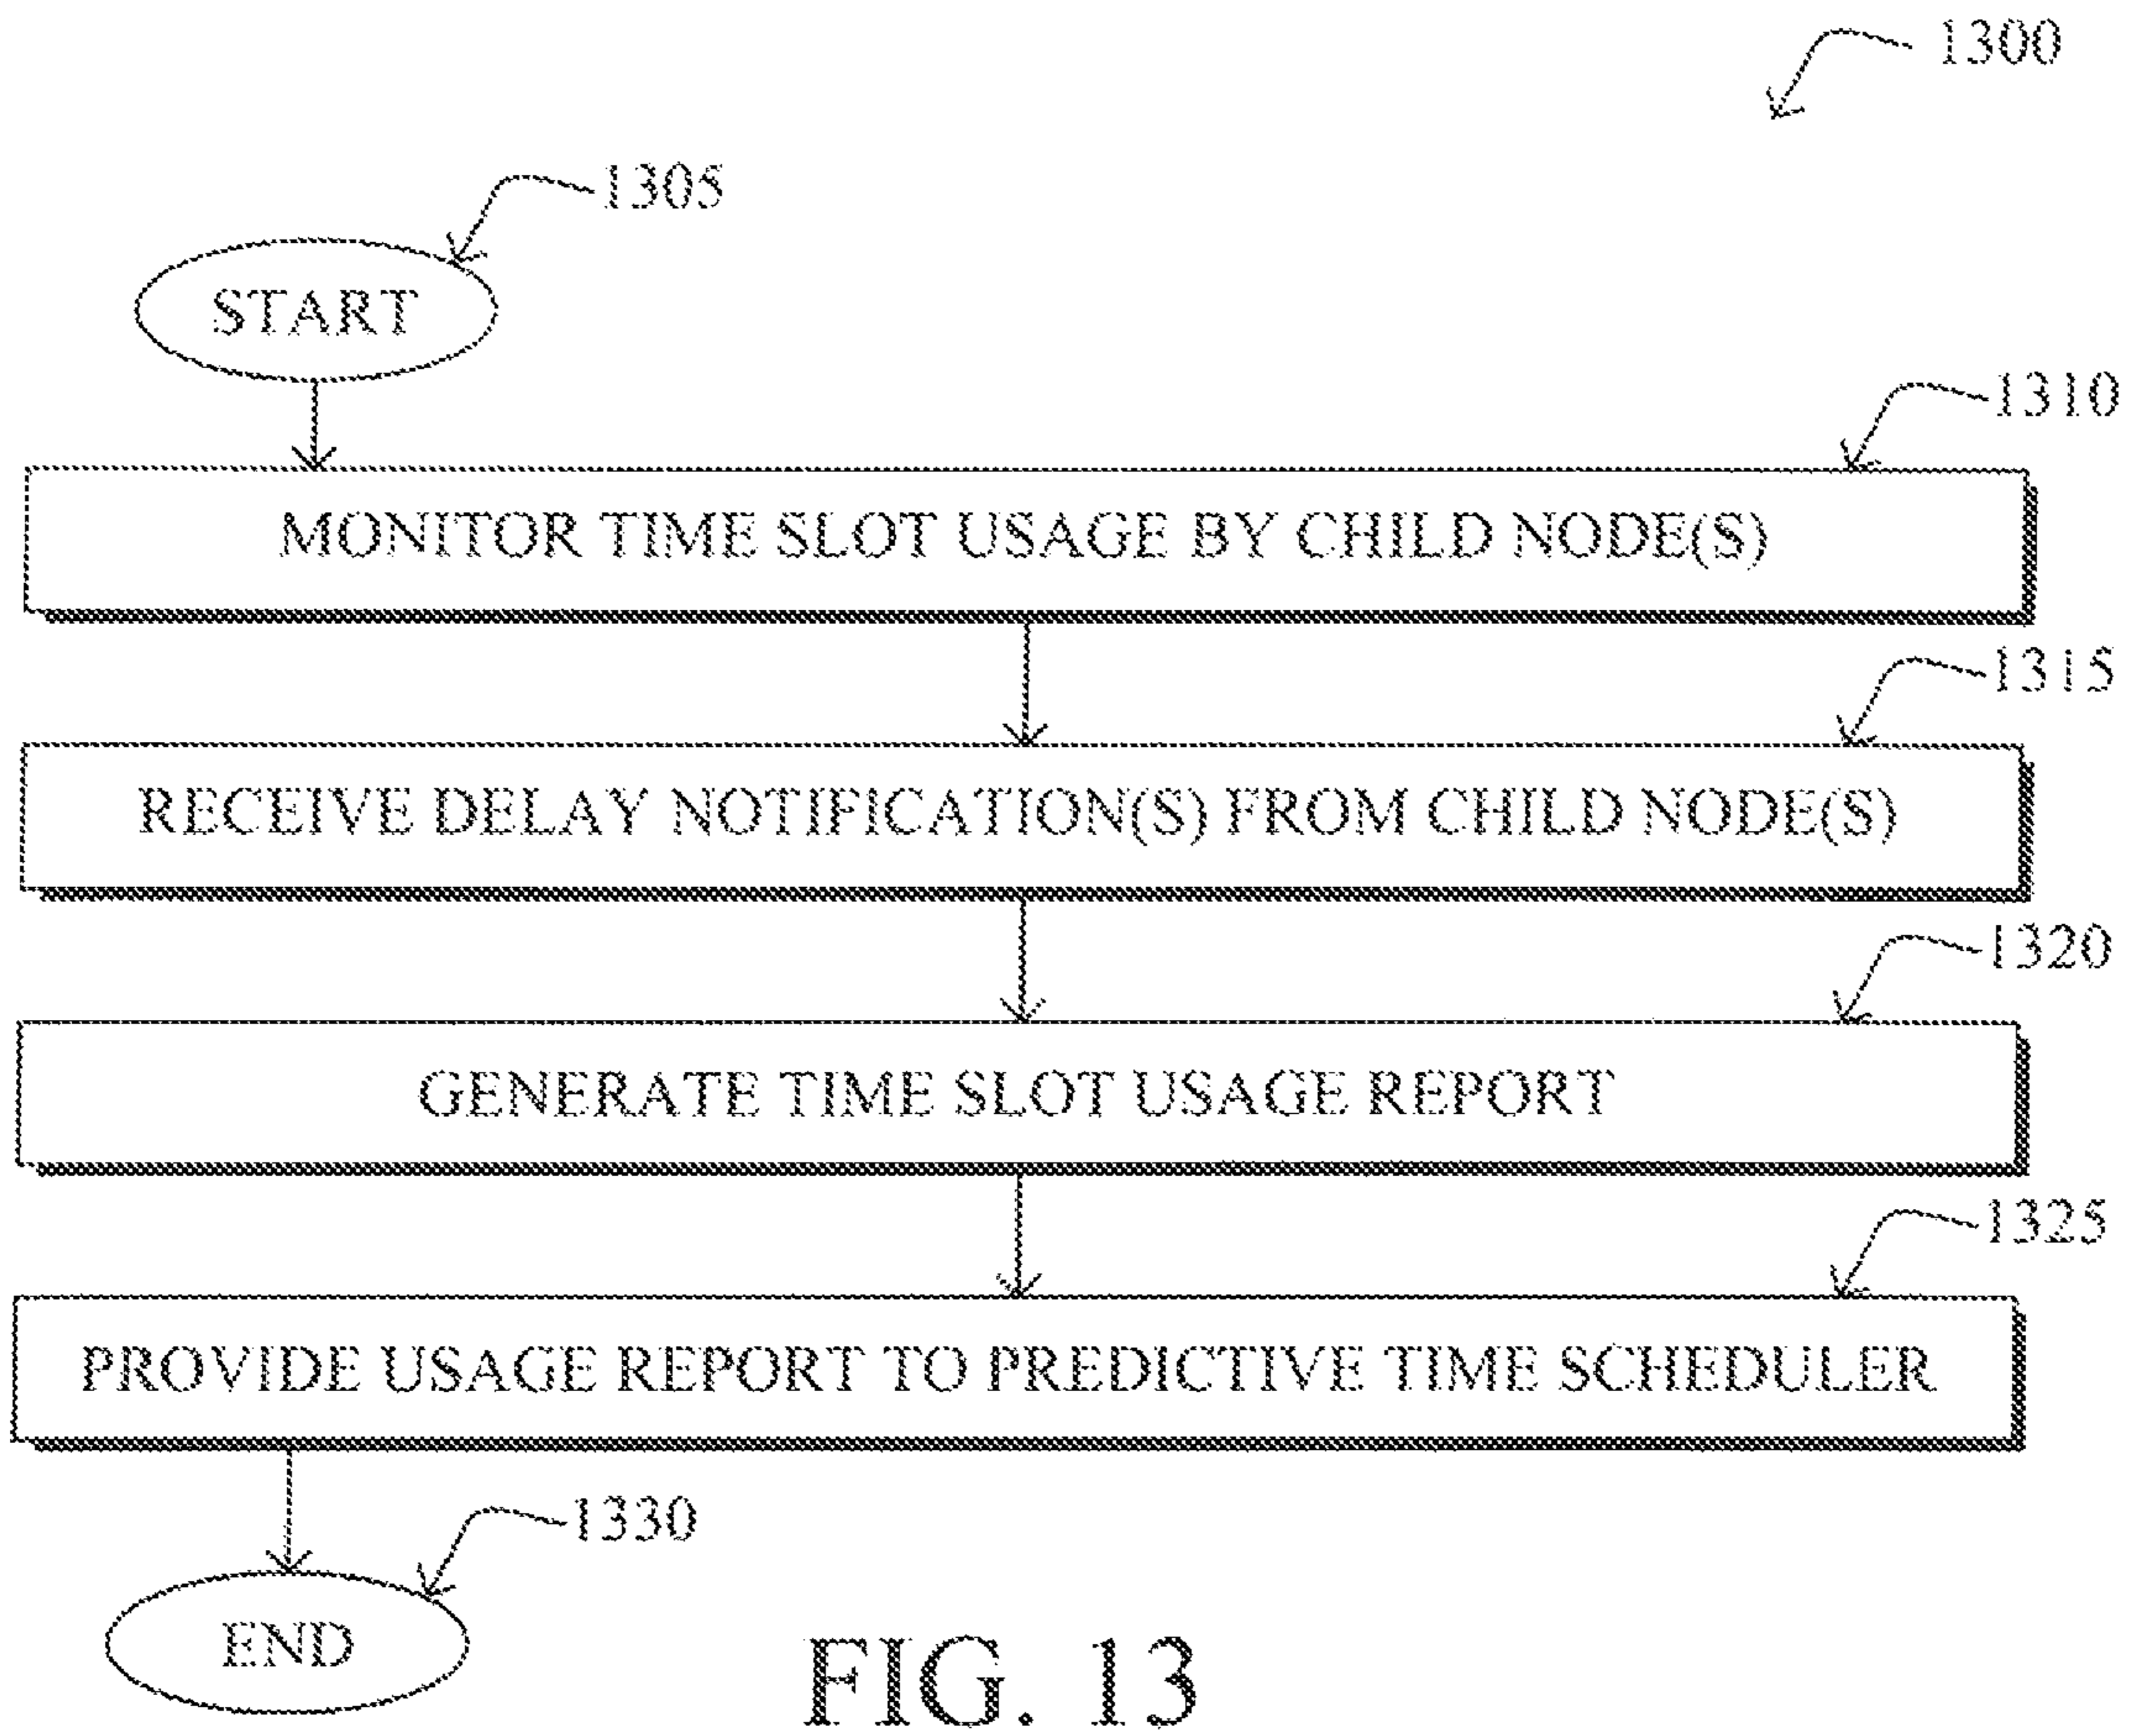 1300
1305
START
1310
MONITOR TIME SLOT USAGE BY CHILD NODE(S)
1315
RECEIVE DELAY NOTIFICATION(S) FROM CHILD NODE(S)
1320
GENERATE TIME SLOT USAGE REPORT
1325
PROVIDE USAGE REPORT TO PREDICTIVE TIME SCHEDULER
1330
END
FIG. 13